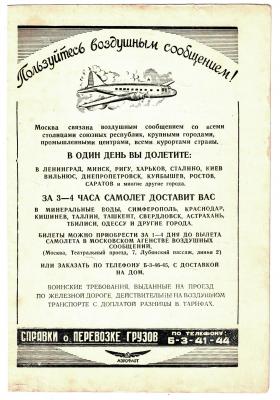 Пользуйтесь воздушным сообщением!
Москва связана воздушным сообщением со всеми
столицами союзных республик, крупными городами,
промышленными центрами, всеми курортами страны.
В ОДИН ДЕНЬ ВЫ ДОЛЕТИТЕ:
В ЛЕНИНГРАД, МИНСК, РИГУ, ХАРЬКОВ, СТАЛИНО, КИЕВ
ВИЛЬНЮС, ДНЕПРОПЕТРОВСК, КУЙБЫШЕВ, РОСТОВ,
САРАТОВ и многие другие города.
ЗА 3—4 ЧАСА САМОЛЕТ ДОСТАВИТ ВАС
В МИНЕРАЛЬНЫЕ ВОДЫ, СИМФЕРОПОЛЬ, КРАСНОДАР,
КИШИНЕВ, ТАЛЛИН, ТАШКЕНТ, СВЕРДЛОВСК, АСТРАХАНЬ,
ТБИЛИСИ, ОДЕССУ И ДРУГИЕ ГОРОДА.
БИЛЕТЫ МОЖНО ПРИОБРЕСТИ ЗА 1—4 ДНЯ ДО ВЫЛЕТА
САМОЛЕТА В МОСКОВСКОМ АГЕНСТВЕ ВОЗДУШНЫХ
СООБЩЕНИЙ.
(Москва, Театральный проезд, 7, Лубянский пассаж, линия 2)
ИЛИ ЗАКАЗАТЬ ПО ТЕЛЕФОНУ Б-3-46-65, С ДОСТАВКОЙ
НА ДОМ.
ВОИНСКИЕ ТРЕБОВАНИЯ, ВЫДАННЫЕ НА ПРОЕЗД
ПО ЖЕЛЕЗНОЙ ДОРОГЕ, ДЕЙСТВИТЕЛЬНЫ НА ВОЗДУШНОМ
ТРАНСПОРТЕ С ДОПЛАТОЙ РАЗНИЦЫ В ТАРИФАХ.
СПРАВКИ о ПЕРЕВОЗКЕ ГРУЗОВ ПО ТЕЛЕФОНУ:
Б-3-41-44
АЭРОФЛОТ